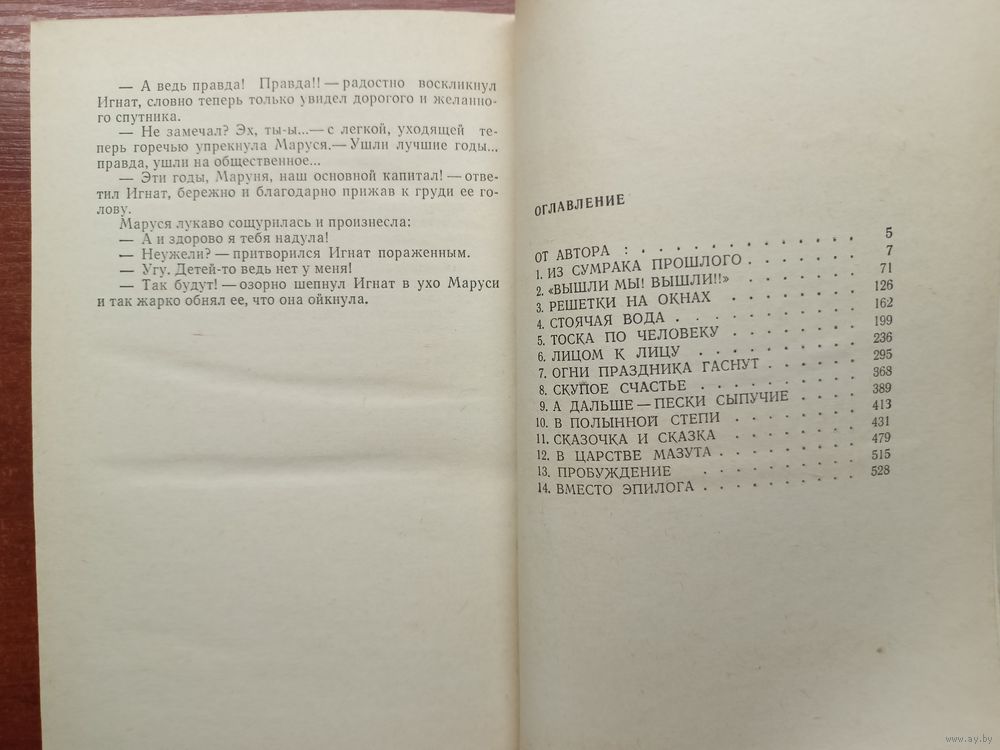 — А ведь правда! Правда!! — радостно воскликнул
Игнат, словно теперь только увидел дорогого и желанно-
го спутника.
— Не замечал? Эх, ты-ы...— с легкой, уходящей те-
перь горечью упрекнула Маруся.— Ушли лучшие годы...
правда, ушли на общественное...
— Эти годы, Маруня, наш основной капитал! — отве-
тил Игнат, бережно и благодарно прижав к груди ее го-
лову.
Маруся лукаво сощурилась и произнесла:
— А и здорово я тебя надула!
— Неужели? — притворился Игнат пораженным.
— Угу. Детей-то ведь нет у меня!
— Так будут! — озорно шепнул Игнат в ухо Маруси
и так жарко обнял ее, что она ойкнула.
ОГЛАВЛЕНИЕ
ОТ АВТОРА : . . . . . . . . . . . . 5
1. ИЗ СУМРАКА ПРОШЛОГО . . . . . . . 7
2. «ВЫШЛИ МЫ! ВЫШЛИ!!» . . . . . . . 71
3. РЕШЕТКИ НА ОКНАХ . . . . . . . . 126
4. СТОЯЧАЯ ВОДА . . . . . . . . . . 162
5. ТОСКА ПО ЧЕЛОВЕКУ . . . . . . . . 199
6. ЛИЦОМ К ЛИЦУ . . . . . . . . . . 236
7. ОГНИ ПРАЗДНИКА ГАСНУТ . . . . . . 295
8. СКУПОЕ СЧАСТЬЕ . . . . . . . . . 368
9. А ДАЛЬШЕ — ПЕСКИ СЫПУЧИЕ . . . . 389
10. В ПОЛЫННОЙ СТЕПИ . . . . . . . . 413
11. СКАЗОЧКА И СКАЗКА . . . . . . . . 431
12. В ЦАРСТВЕ МАЗУТА . . . . . . . . 479
13. ПРОБУЖДЕНИЕ . . . . . . . . . . 515
14. ВМЕСТО ЭПИЛОГА . . . . . . . . . 528
www.ay.by